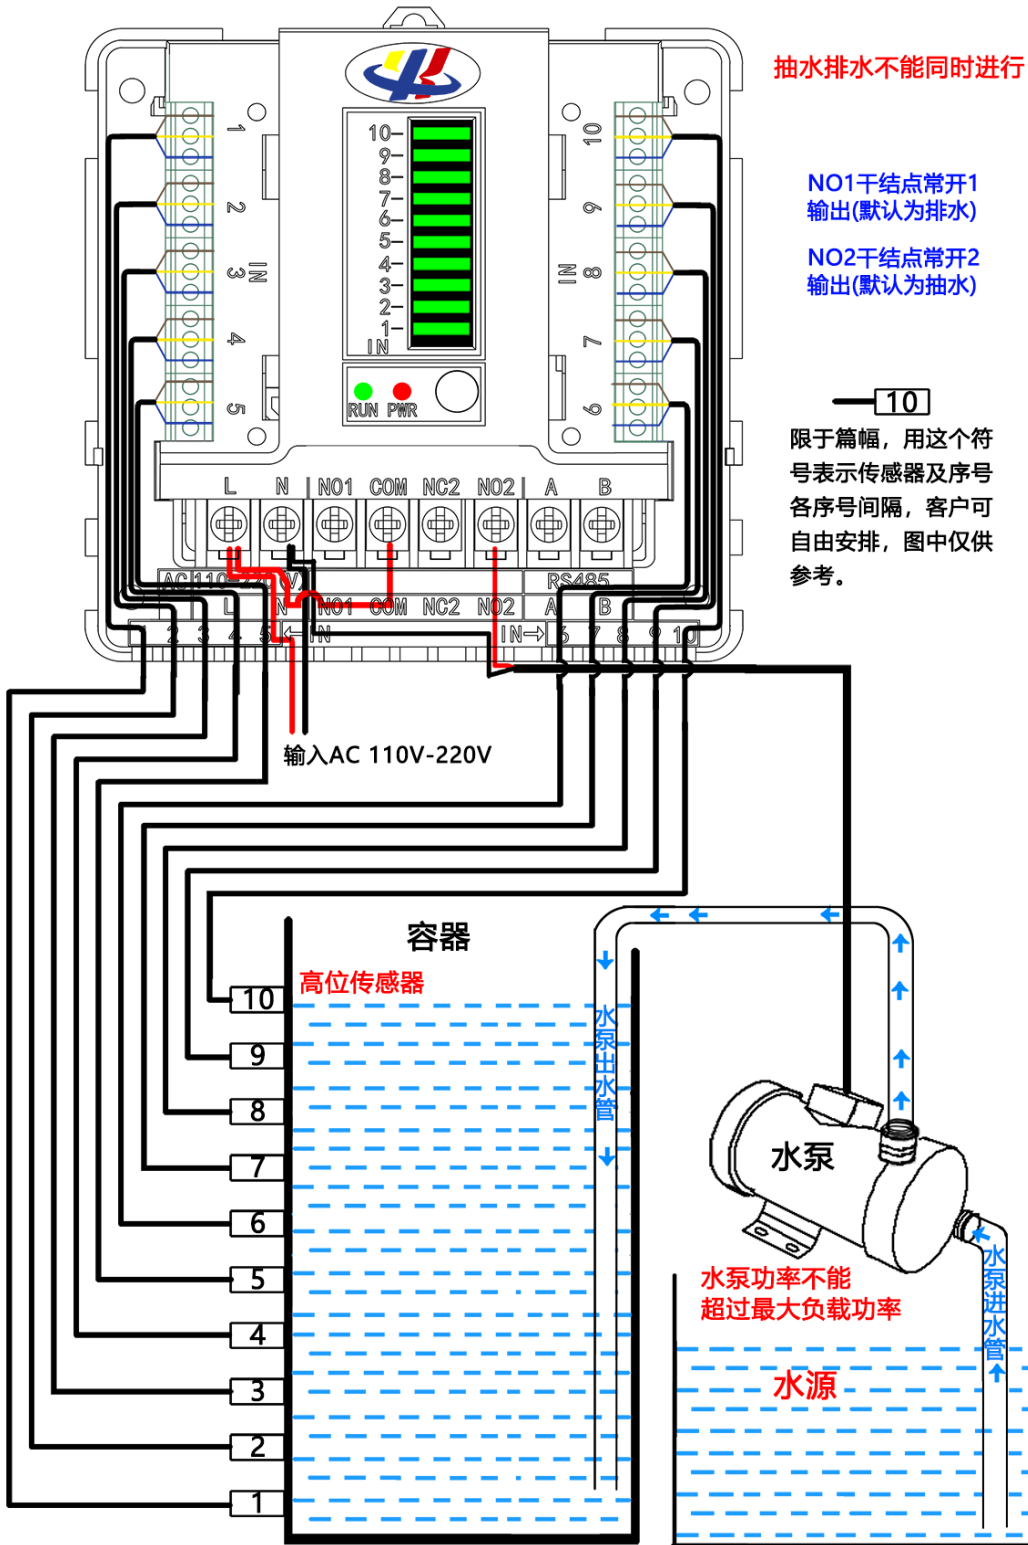 抽水排水不能同时进行
1
2
3
4
5
IN
10
9
8
7
6
IN
10
9
8
7
6
5
4
3
2
1
IN
RUN PWR
NO1干结点常开1
输出(默认为排水)
NO2干结点常开2
输出(默认为抽水)
10
限于篇幅，用这个符
号表示传感器及序号
各序号间隔，客户可
自由安排，图中仅供
参考。
L N NO1 COM NC2 NO2 A B
AC 110-220V RS485
L N NO1 COM NC2 NO2 A B
1 2 3 4 5 ←IN IN→ 6 7 8 9 10
输入AC 110V-220V
容器
高位传感器
10
9
8
7
6
5
4
3
2
1
水泵出水管
水泵
水泵功率不能
超过最大负载功率
水泵进水管
水源